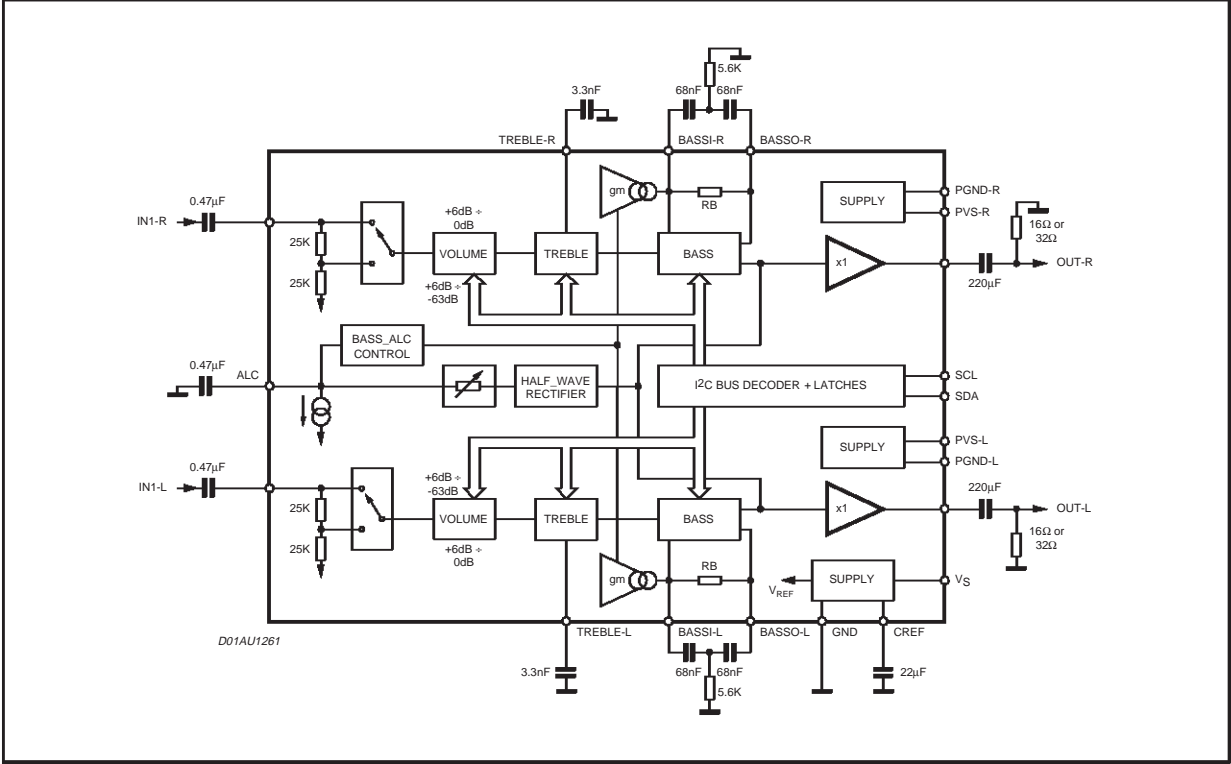 5.6K
3.3nF
68nF
68nF
TREBLE-R
BASSI-R
BASSO-R
0.47µF
IN1-R
25K
25K
+6dB ÷
0dB
VOLUME
+6dB ÷
-63dB
TREBLE
gm
RB
BASS
SUPPLY
PGND-R
PVS-R
x1
16Ω or
32Ω
OUT-R
220µF
BASS_ALC
CONTROL
0.47µF
ALC
HALF_WAVE
RECTIFIER
I²C BUS DECODER + LATCHES
SCL
SDA
SUPPLY
PVS-L
PGND-L
0.47µF
IN1-L
25K
25K
+6dB ÷
-63dB
VOLUME
+6dB ÷
0dB
TREBLE
BASS
x1
220µF
OUT-L
16Ω or
32Ω
gm
RB
VREF
SUPPLY
VS
D01AU1261
TREBLE-L
BASSI-L
BASSO-L
GND
CREF
3.3nF
68nF
68nF
5.6K
22µF